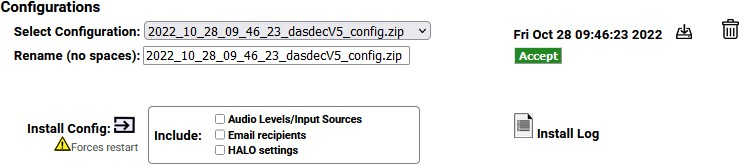 Configurations
Select Configuration: 2022_10_28_09_46_23_dasdecV5_config.zip Fri Oct 28 09:46:23 2022
Rename (no spaces): 2022_10_28_09_46_23_dasdecV5_config.zip Accept
Audio Levels/Input Sources
Install Config: Include: Email recipients Install Log
Forces restart HALO settings